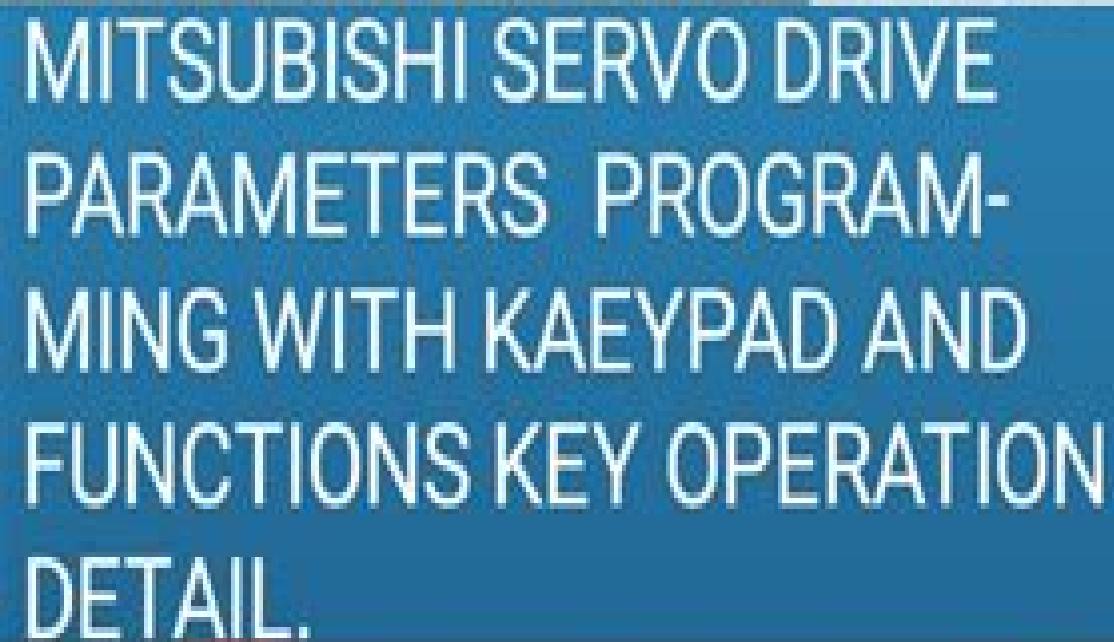 MITSUBISHI SERVO DRIVE
PARAMETERS  PROGRAM-
MING WITH KAEYPAD AND
FUNCTIONS KEY OPERATION
DETAIL.